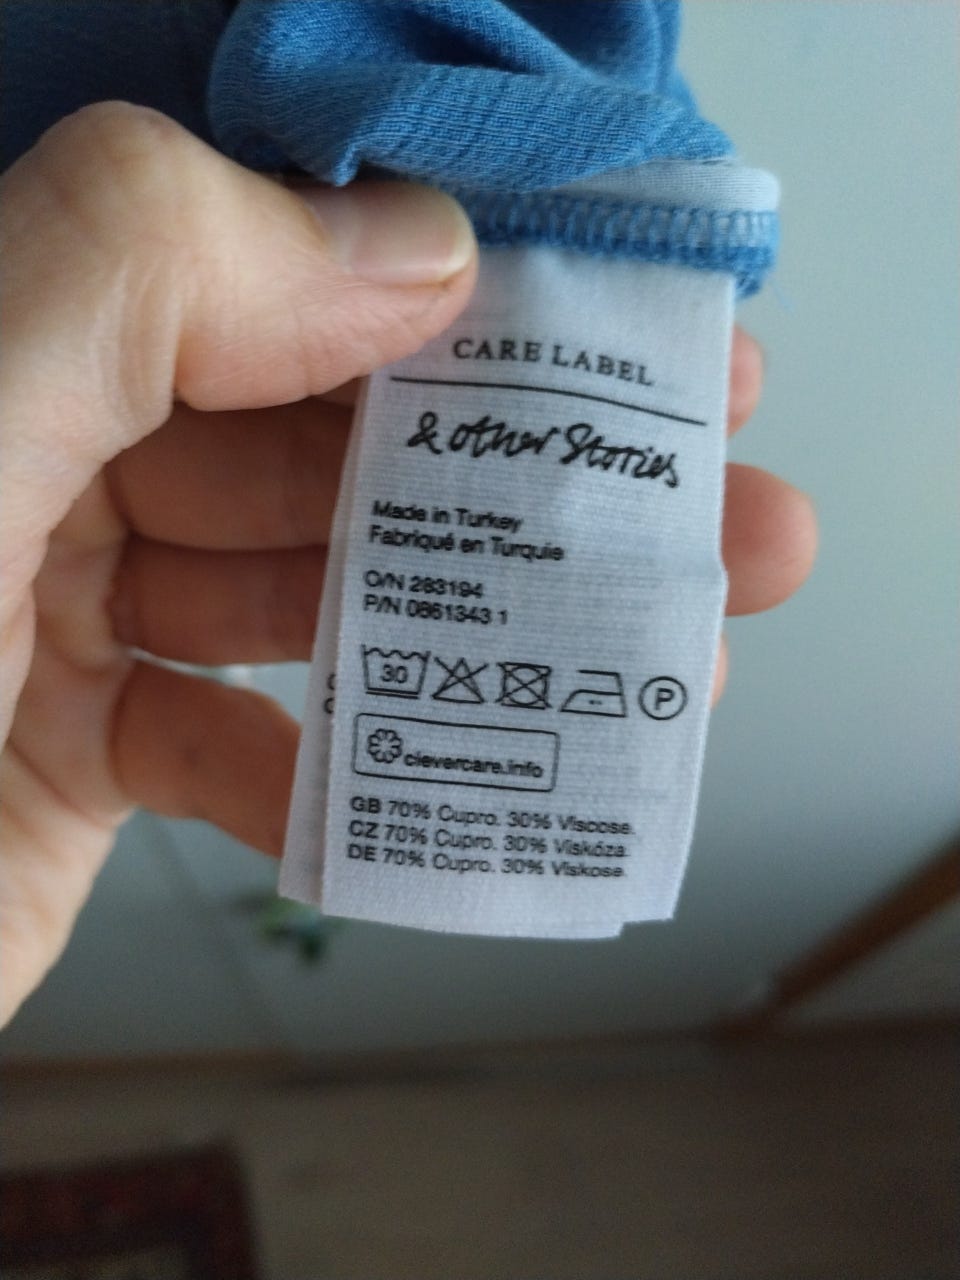 CARE LABEL
& other Stories
Made in Turkey
Fabriqué en Turquie
O/N 283194
P/N 0861343 1
30 P
clevercare.info
GB 70% Cupro. 30% Viscose.
CZ 70% Cupro. 30% Viskóza.
DE 70% Cupro. 30% Viskose.